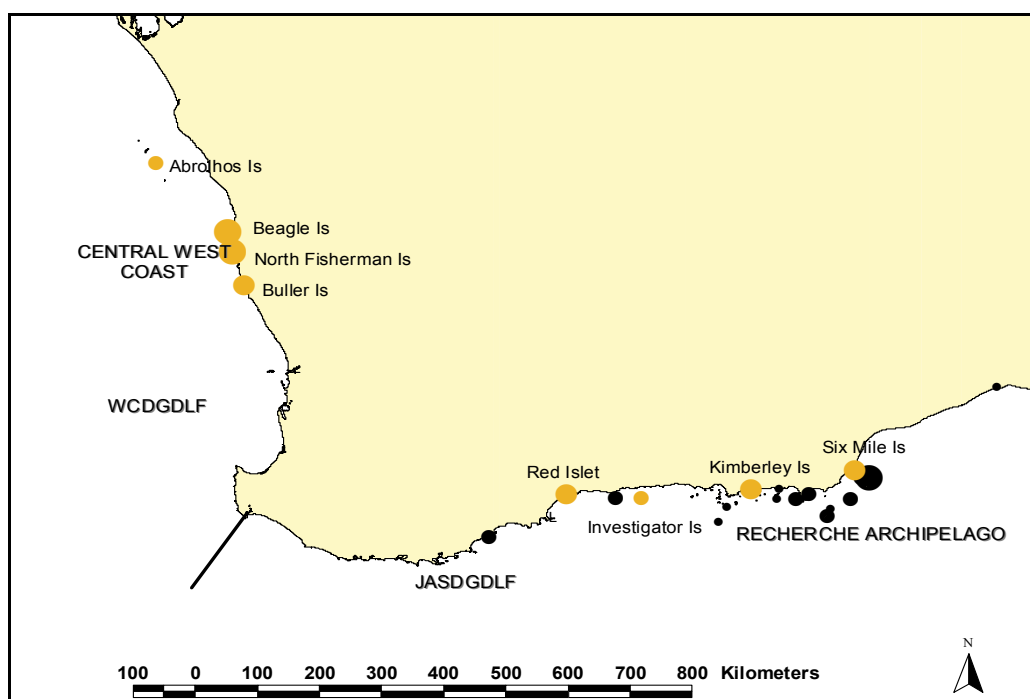 Abrolhos Is
Beagle Is
CENTRAL WEST
COAST
North Fisherman Is
Buller Is
WCDGDLF
Six Mile Is
Red Islet
Kimberley Is
Investigator Is
RECHERCHE ARCHIPELAGO
JASDGDLF
N
100 0 100 200 300 400 500 600 700 800 Kilometers